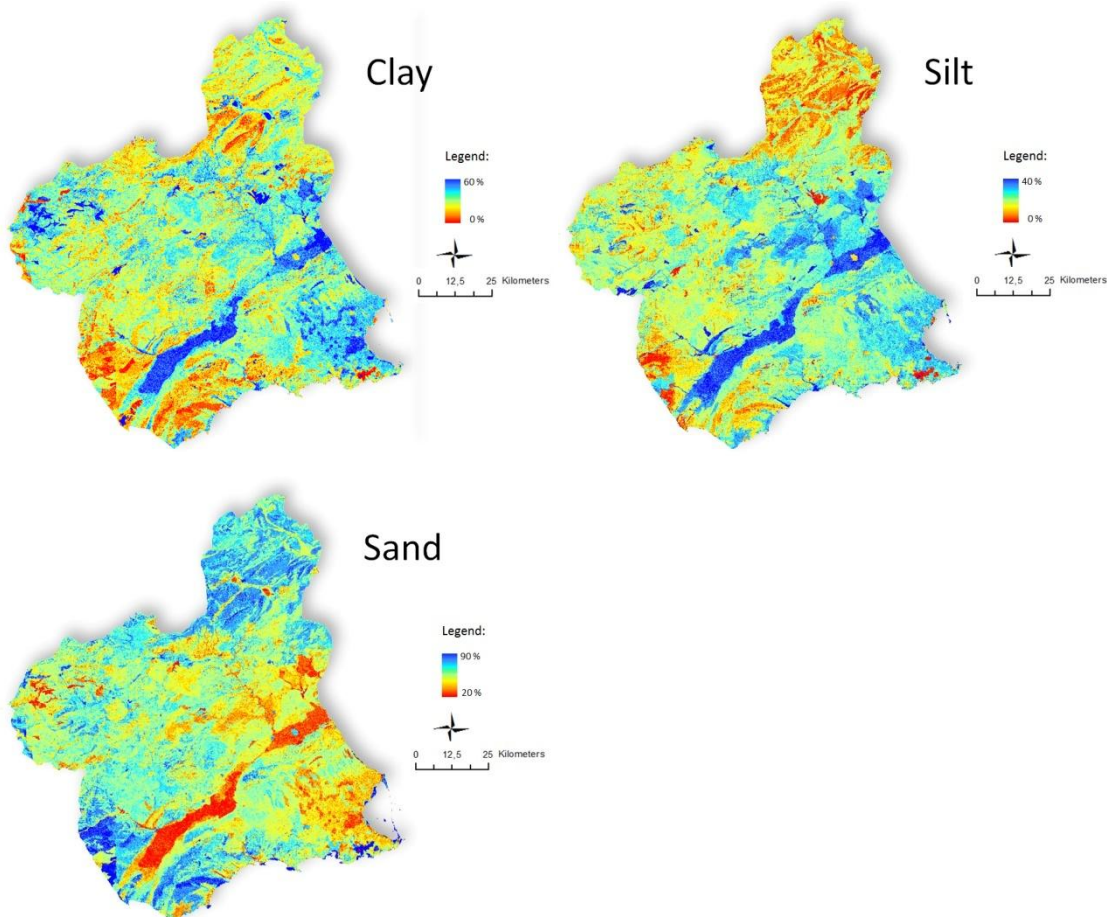 Clay
Legend:
60 %
0 %
0 12,5 25 Kilometers
Silt
Legend:
40 %
0 %
0 12,5 25 Kilometers
Sand
Legend:
90 %
20 %
0 12,5 25 Kilometers